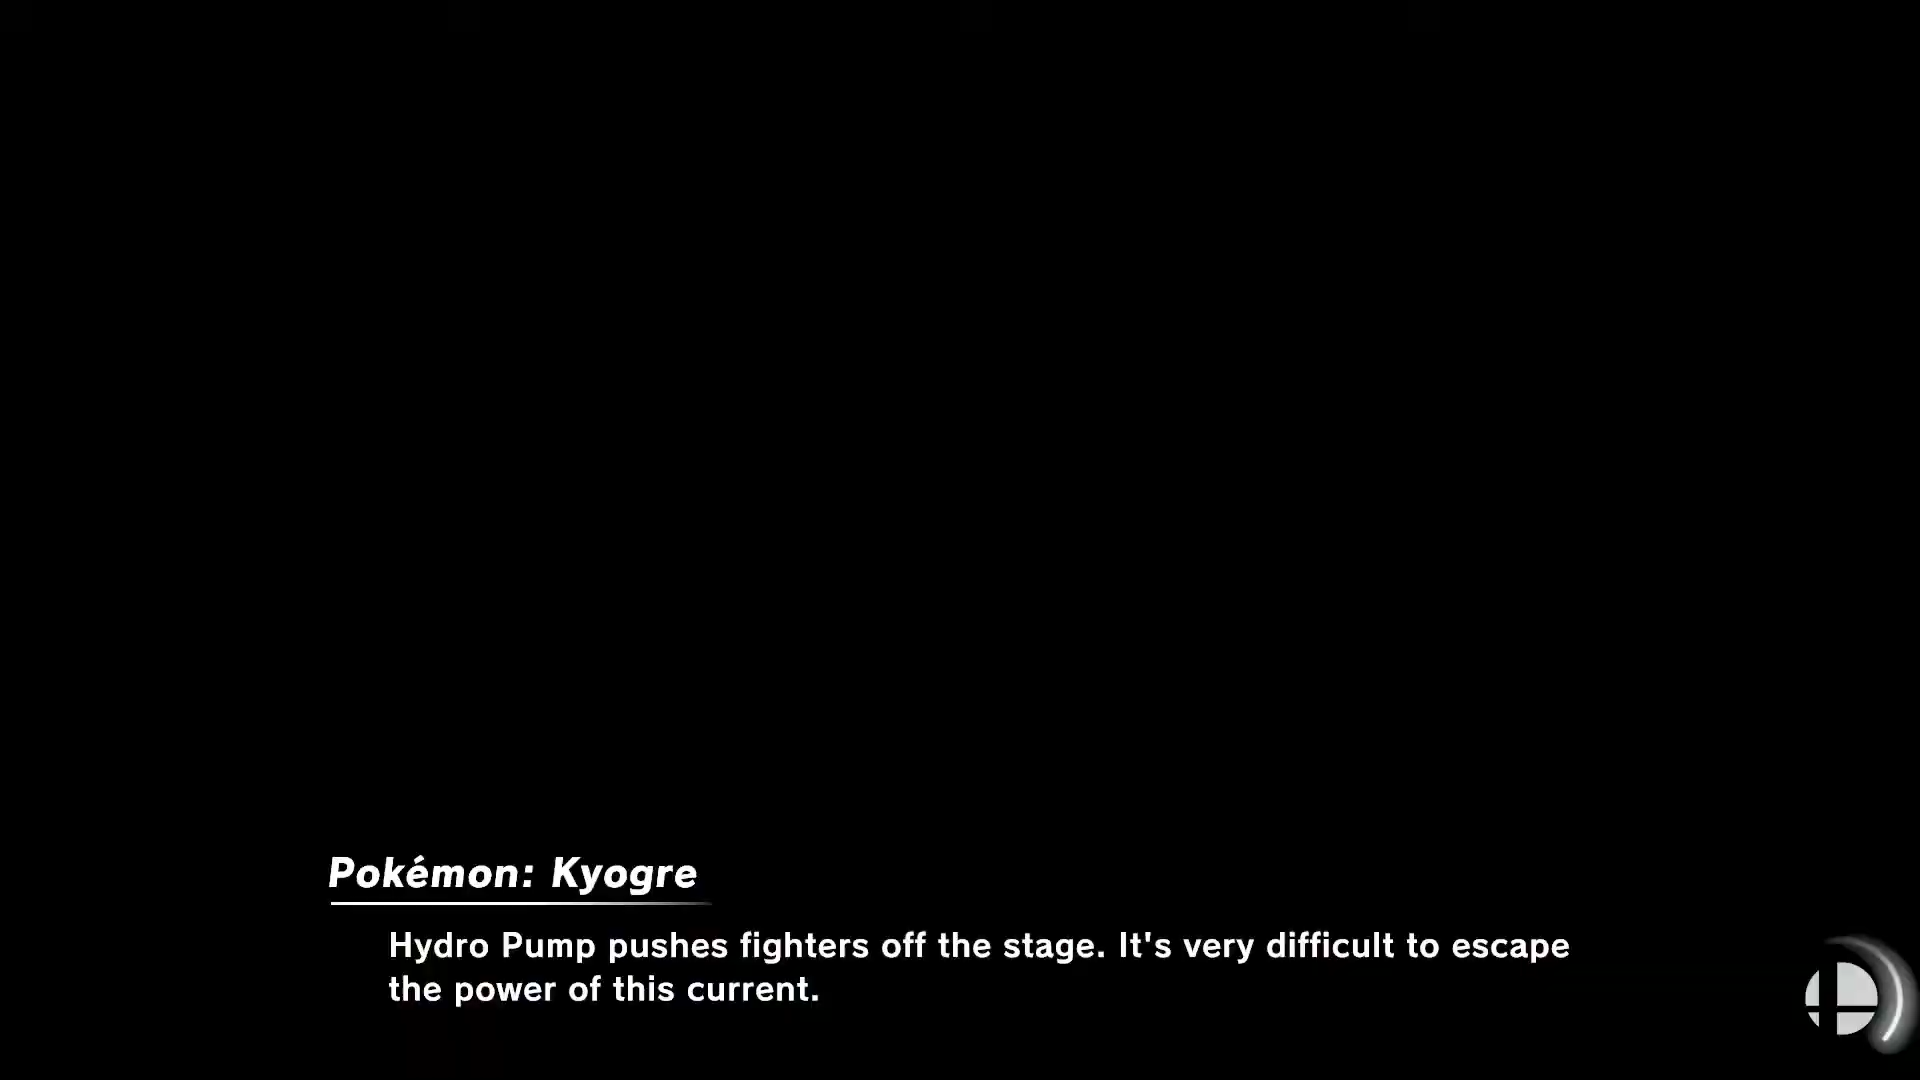 Pokémon: Kyogre
Hydro Pump pushes fighters off the stage. It's very difficult to escape
the power of this current.